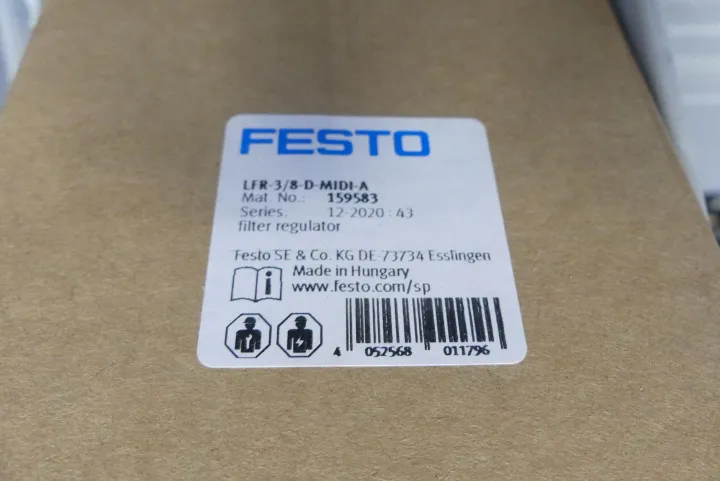 FESTO
LFR-3/8-D-MIDI-A
Mat. No.: 159583
Series: 12-2020 : 43
filter regulator
Festo SE & Co. KG DE-73734 Esslingen
Made in Hungary
www.festo.com/sp
4 052568 011796